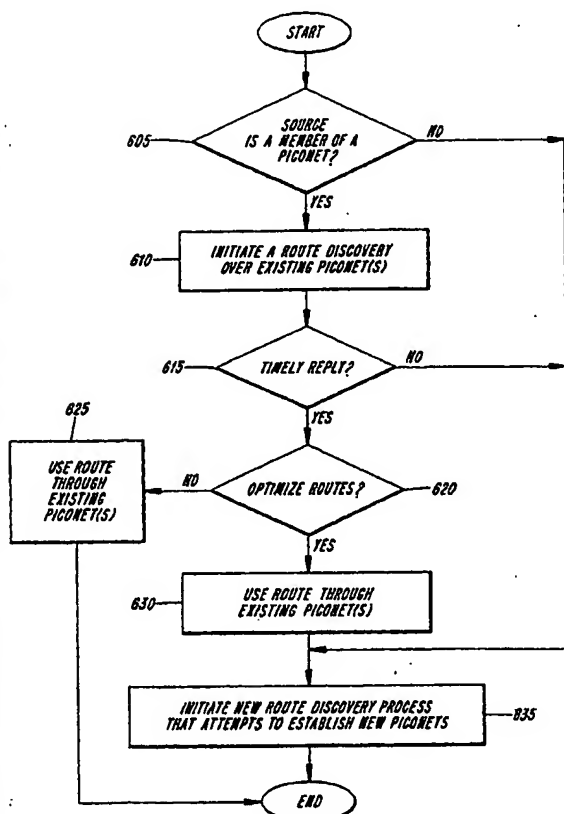 START
SOURCE
IS A MEMBER OF A
PICONET?
NO
605
YES
INITIATE A ROUTE DISCOVERY
OVER EXISTING PICONET(S)
610
TIMELY REPLY?
NO
615
YES
625
USE ROUTE
THROUGH
EXISTING
PICONET(S)
NO
OPTIMIZE ROUTES?
620
YES
USE ROUTE THROUGH
EXISTING PICONET(S)
630
INITIATE NEW ROUTE DISCOVERY PROCESS
THAT ATTEMPTS TO ESTABLISH NEW PICONETS
635
END